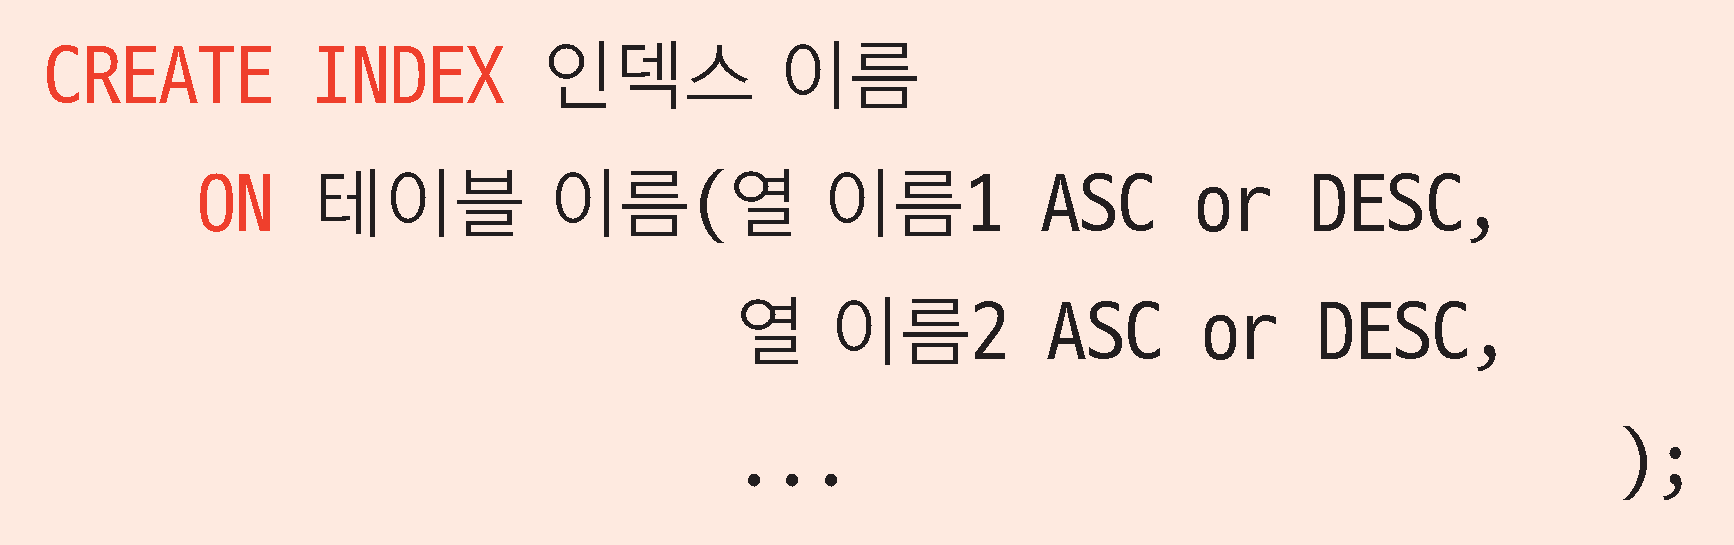 CREATE INDEX 인덱스 이름
ON 테이블 이름(열 이름1 ASC or DESC,
열 이름2 ASC or DESC,
... );